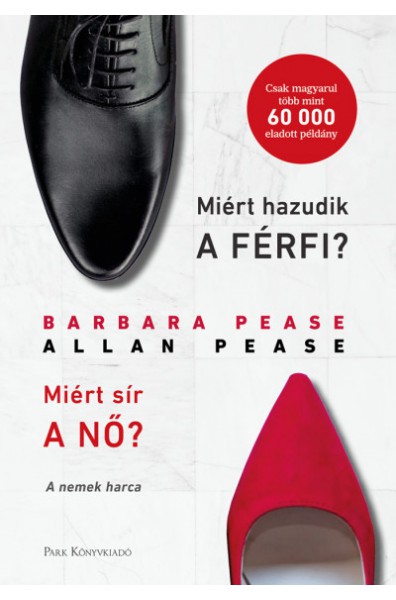 Csak magyarul
több mint
60 000
eladott példány
Miért hazudik
A FÉRFI?
BARBARA PEASE
ALLAN PEASE
Miért sír
A NŐ?
A nemek harca
PARK KÖNYVKIADÓ